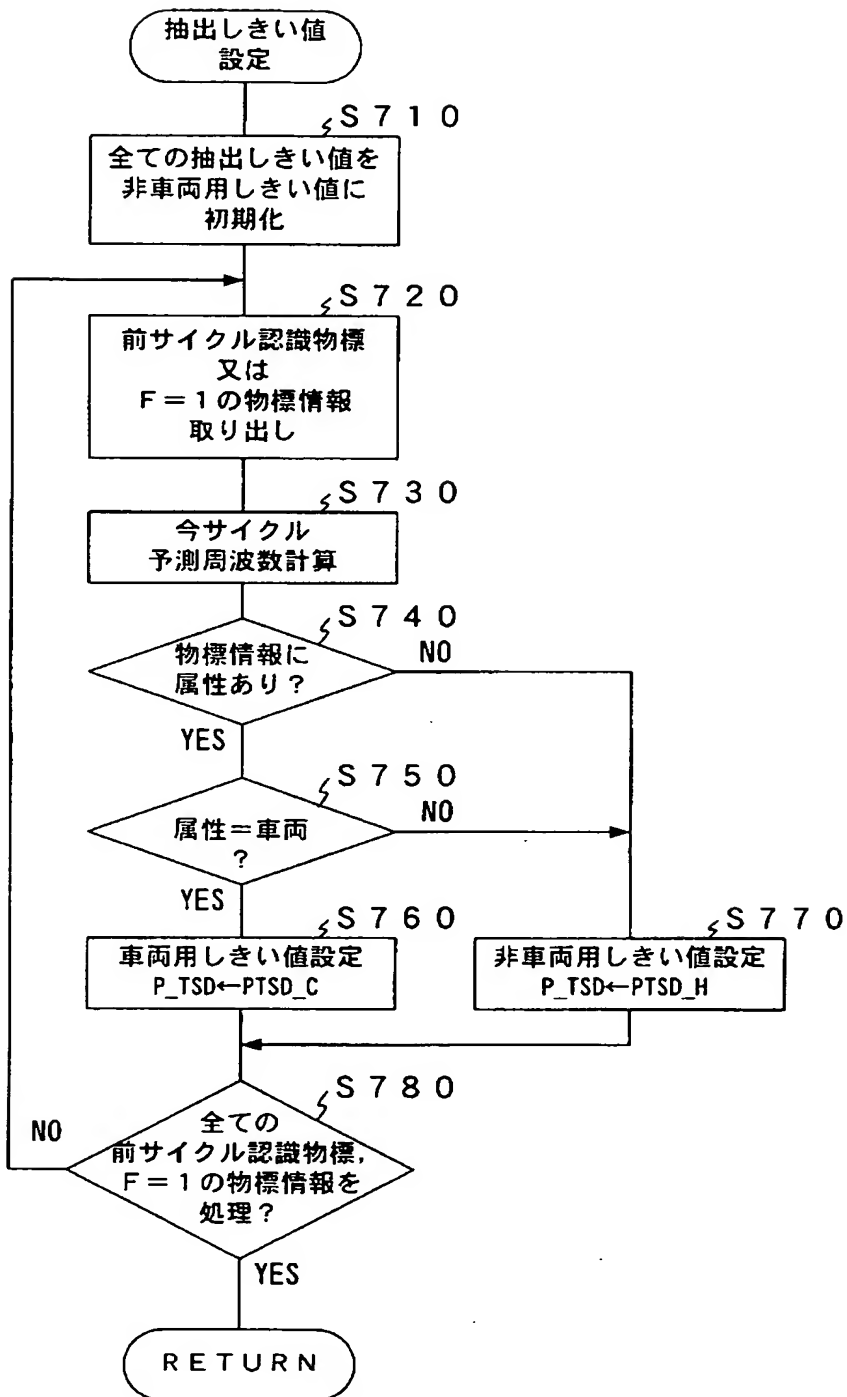 抽出しきい値
設定
S710
全ての抽出しきい値を
非車両用しきい値に
初期化
S720
前サイクル認識物標
又は
F=1の物標情報
取り出し
S730
今サイクル
予測周波数計算
S740
物標情報に
属性あり?
NO
YES
S750
属性=車両
?
NO
YES
S760
車両用しきい値設定
P_TSD←PTSD_C
S770
非車両用しきい値設定
P_TSD←PTSD_H
S780
全ての
前サイクル認識物標,
F=1の物標情報を
処理?
NO
YES
RETURN